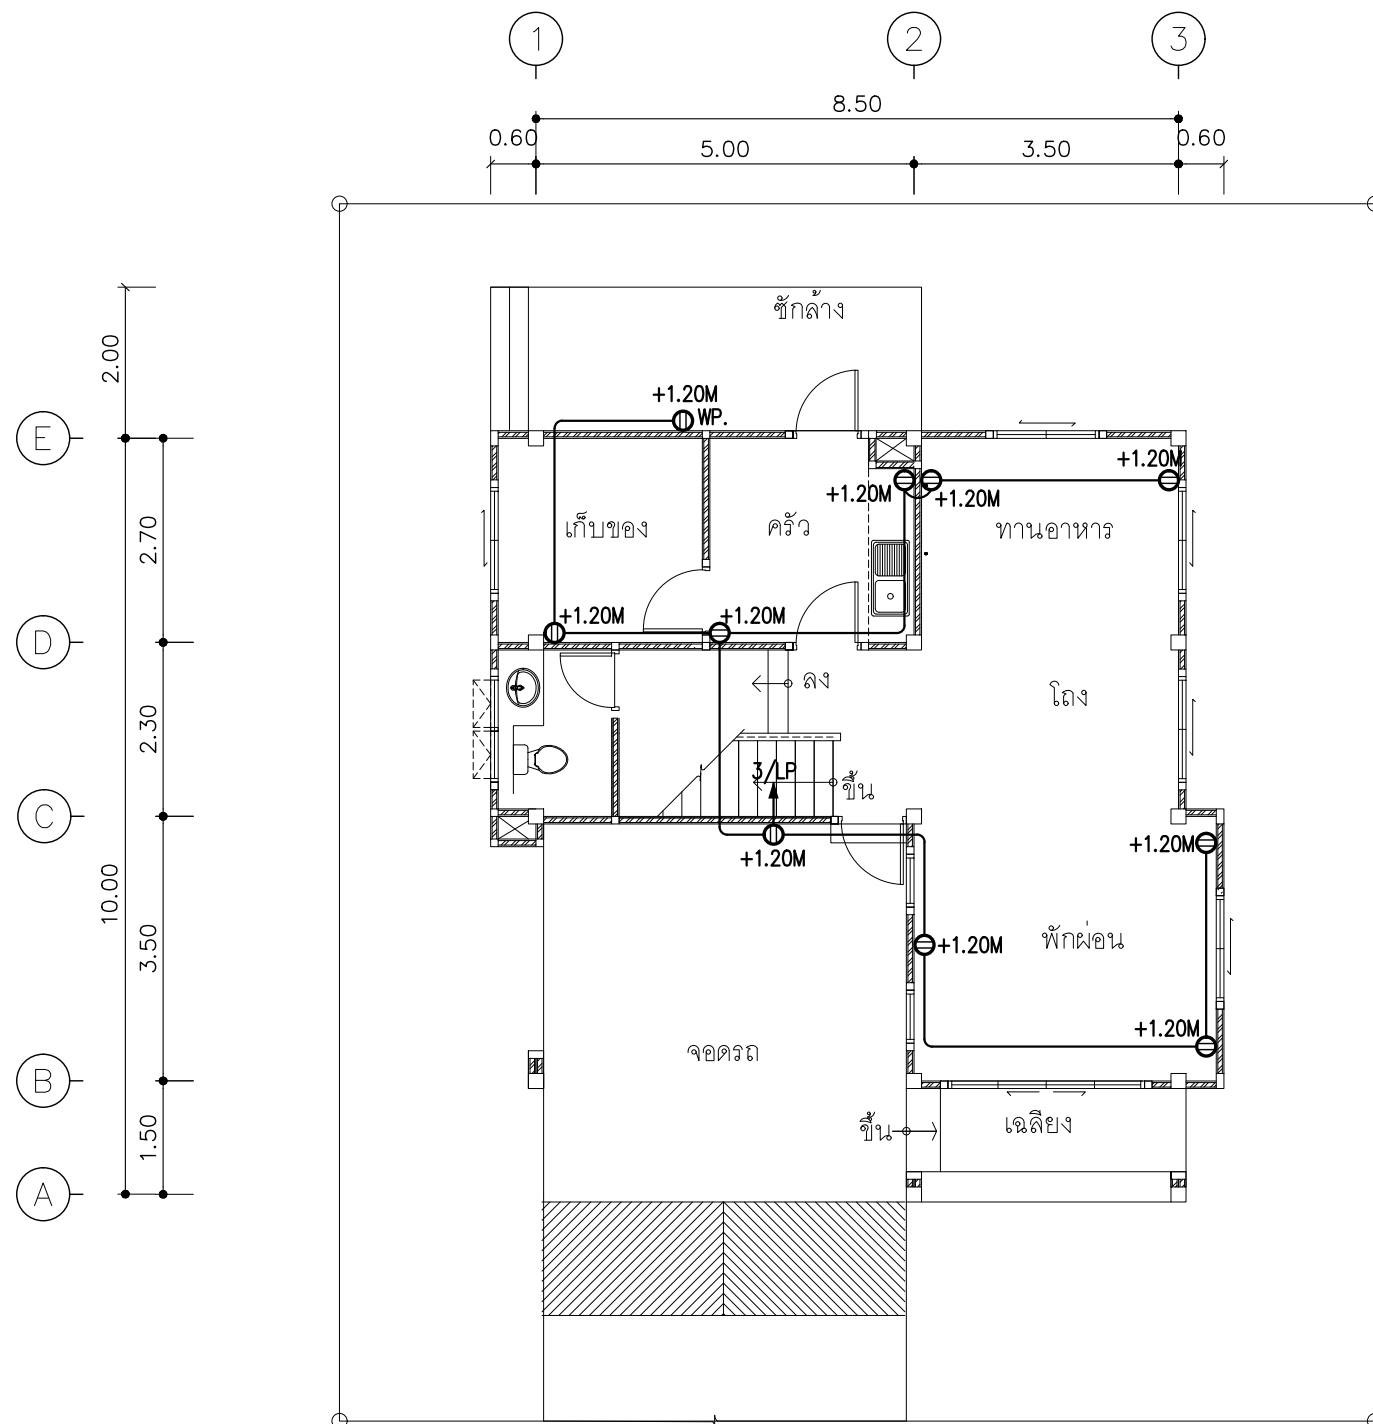 1 2 3
8.50
0.60 5.00 3.50 0.60
ซักล้าง
2.00
+1.20M
WP.
E
+1.20M
+1.20M +1.20M
เก็บของ ครัว ทานอาหาร
2.70
+1.20M +1.20M
D
ลง โถง
2.30
3/LP
ขึ้น
C
+1.20M +1.20M
10.00
3.50
+1.20M พักผ่อน
+1.20M
จอดรถ
B
1.50
ขึ้น เฉลียง
A